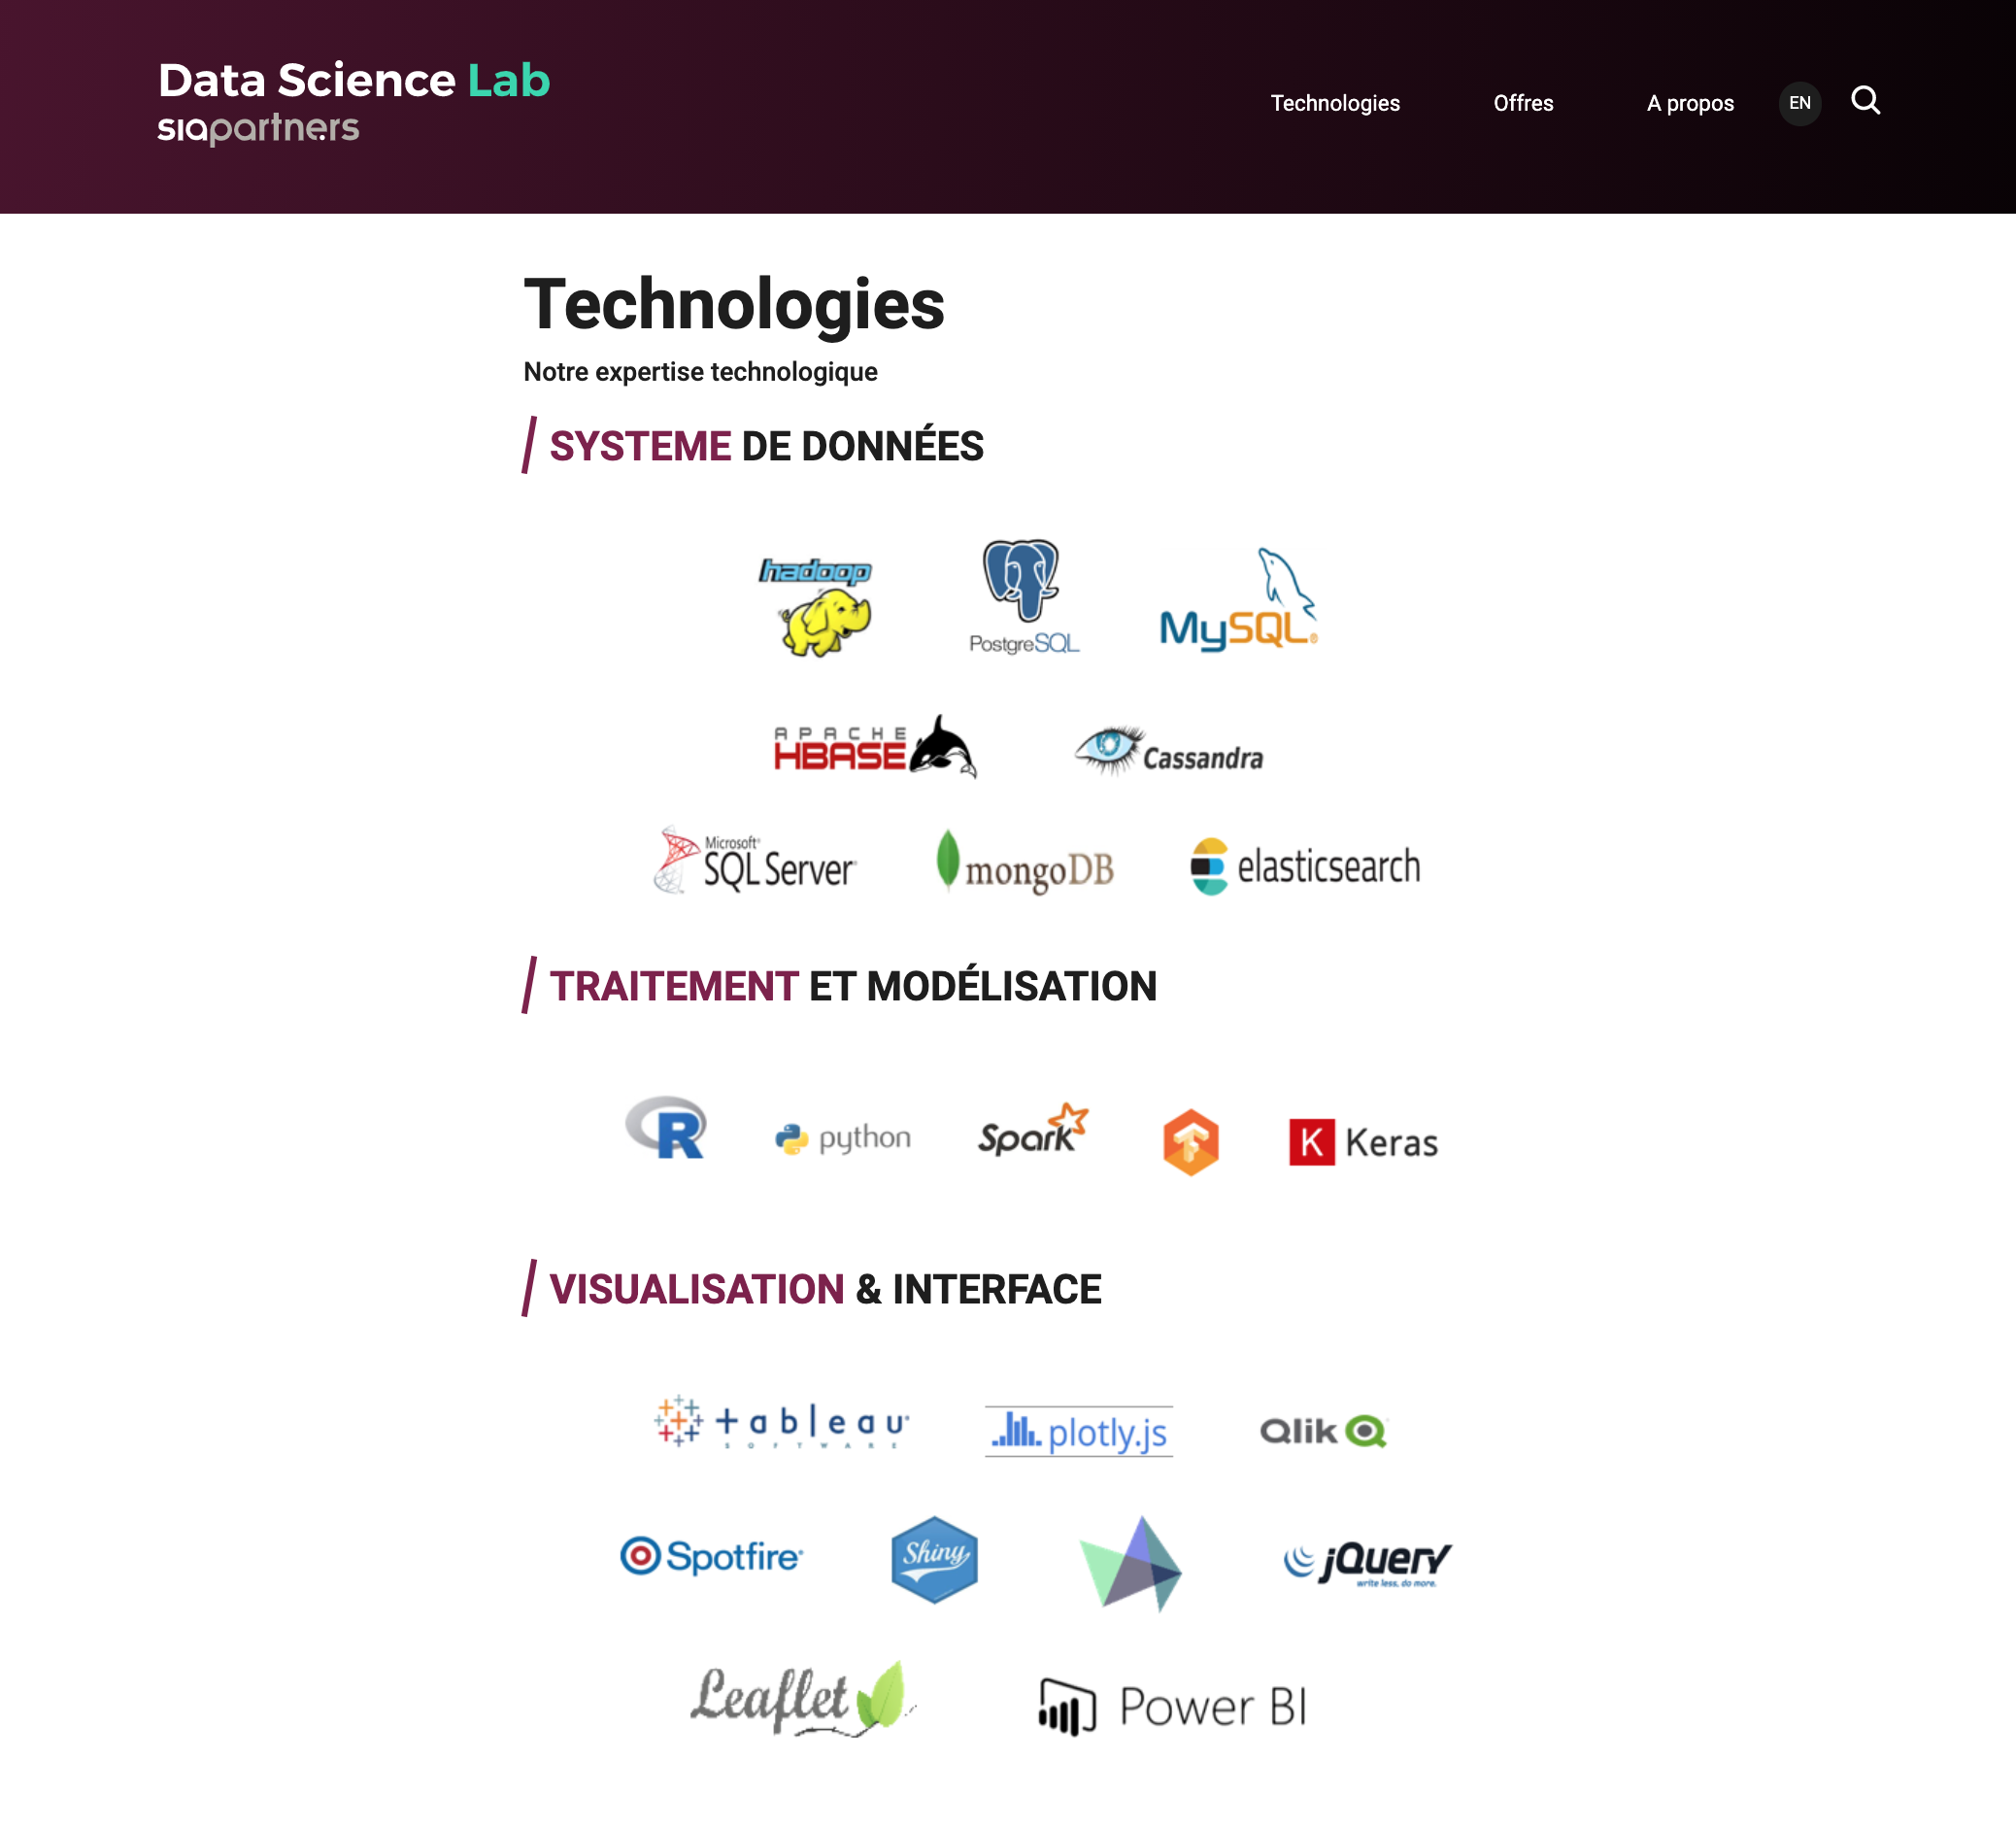 Data Science Lab
siapartners
Technologies
Offres
A propos
EN
Technologies
Notre expertise technologique
SYSTEME DE DONNÉES
hadoop
PostgreSQL
MySQL®
APACHE
HBASE
Cassandra
Microsoft®
SQL Server®
mongoDB
elasticsearch
TRAITEMENT ET MODÉLISATION
R
python
Spark
K Keras
VISUALISATION & INTERFACE
+ableau®
SOFTWARE
plotly.js
Qlik
Spotfire®
Shiny
jQuery
write less, do more.
Leaflet
Power BI